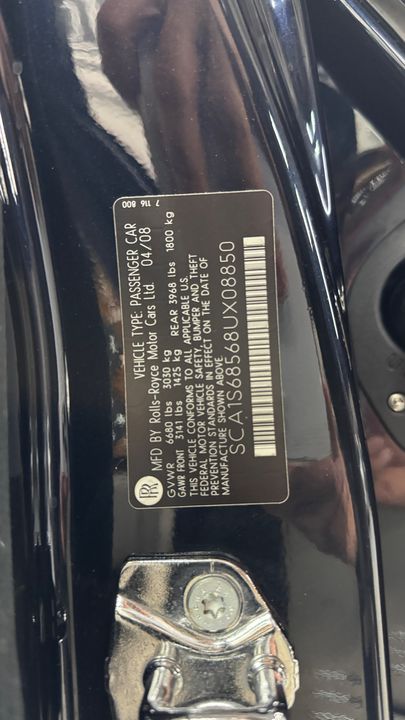 VEHICLE TYPE: PASSENGER CAR
MFD BY Rolls-Royce Motor Cars Ltd. 04/08
GVWR 6680 lbs 3030 kg
GAWR FRONT 3141 lbs 1425 kg REAR 3968 lbs 1800 kg
THIS VEHICLE CONFORMS TO ALL APPLICABLE U.S.
FEDERAL MOTOR VEHICLE SAFETY, BUMPER AND THEFT
PREVENTION STANDARDS IN EFFECT ON THE DATE OF
MANUFACTURE SHOWN ABOVE.
SCA1S68568UX08850
7 116 800
RR